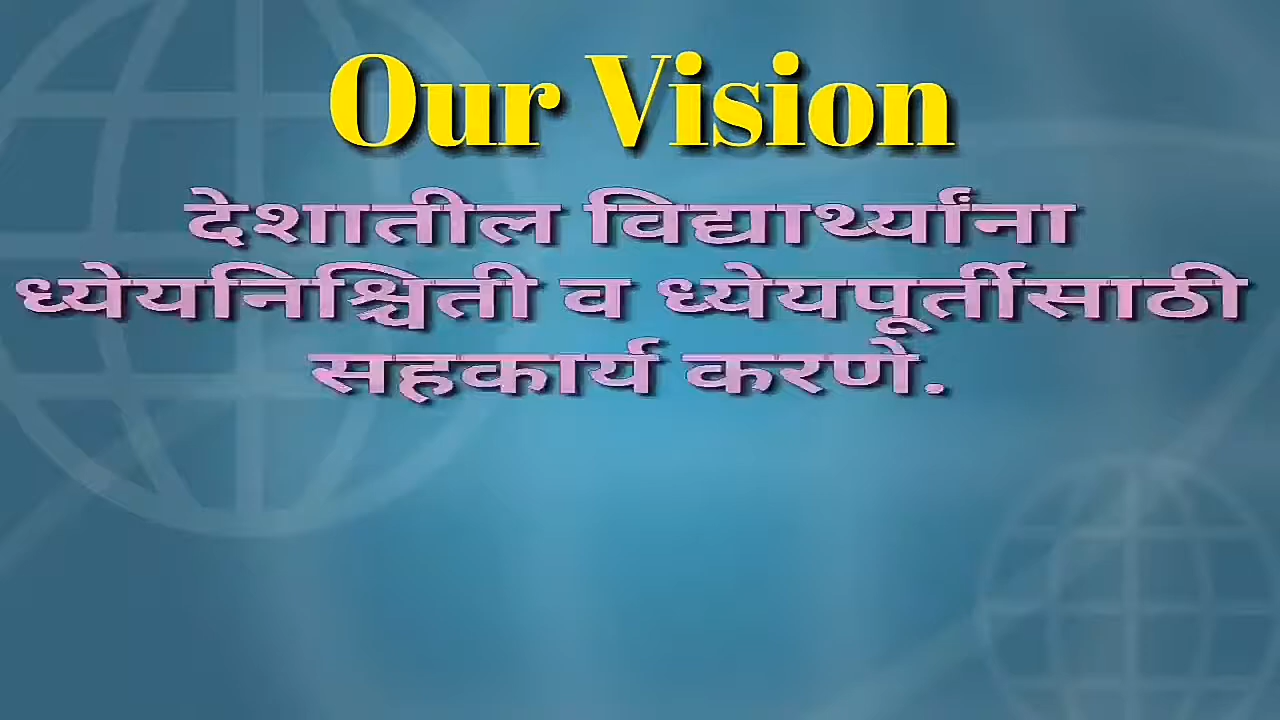 Our Vision
देशातील विद्यार्थ्यांना
ध्येयनिश्चिती व ध्येयपूर्तीसाठी
सहकार्य करणे.